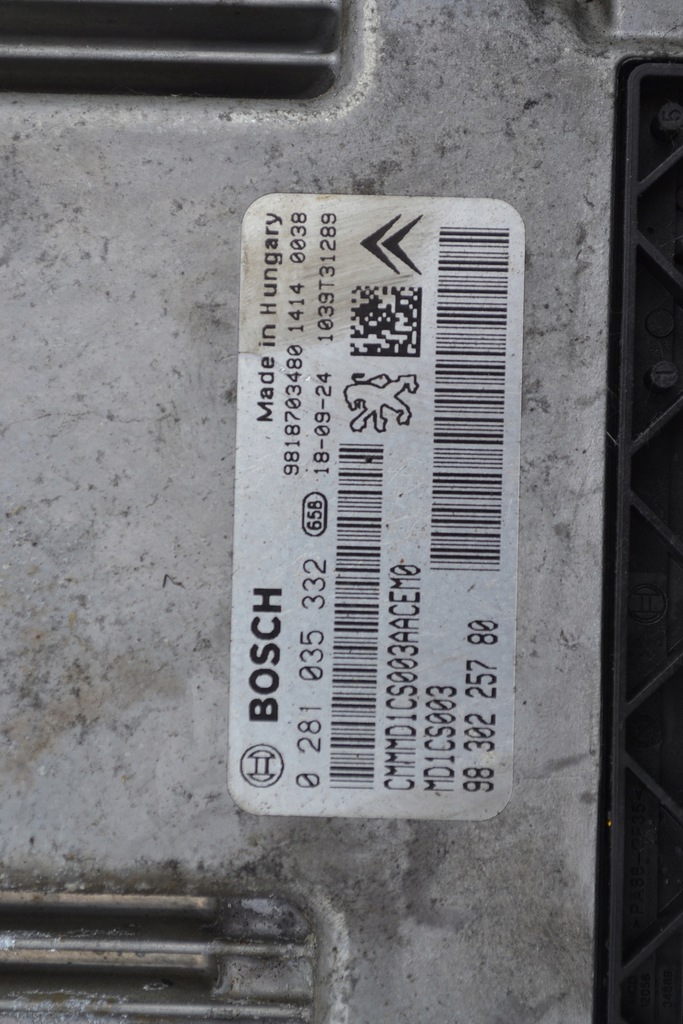 BOSCH
Made in Hungary
9818703480 1414 0038
0 281 035 332
658
18-09-24
1039T31289
CMMMD1CS003AACEM0
MD1CS003
98 302 257 80